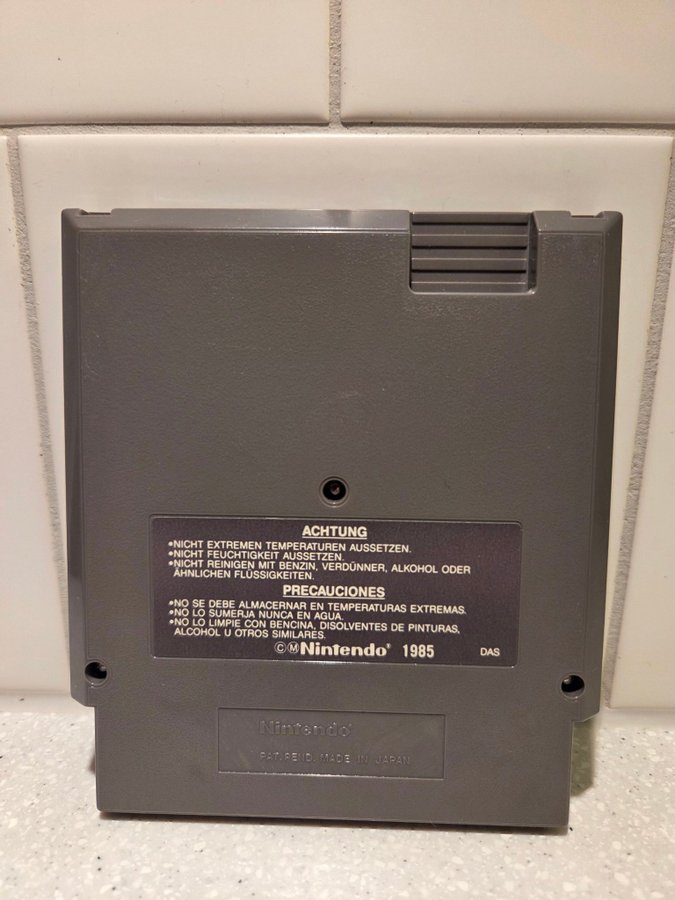 ACHTUNG
•NICHT EXTREMEN TEMPERATUREN AUSSETZEN.
•NICHT FEUCHTIGKEIT AUSSETZEN.
•NICHT REINIGEN MIT BENZIN, VERDÜNNER, ALKOHOL ODER
ÄHNLICHEN FLÜSSIGKEITEN.
PRECAUCIONES
•NO SE DEBE ALMACERNAR EN TEMPERATURAS EXTREMAS.
•NO LO SUMERJA NUNCA EN AGUA.
•NO LO LIMPIE CON BENCINA, DISOLVENTES DE PINTURAS,
ALCOHOL U OTROS SIMILARES.
©Ⓜ Nintendo® 1985 DAS
Nintendo®
PAT. PEND. MADE IN JAPAN